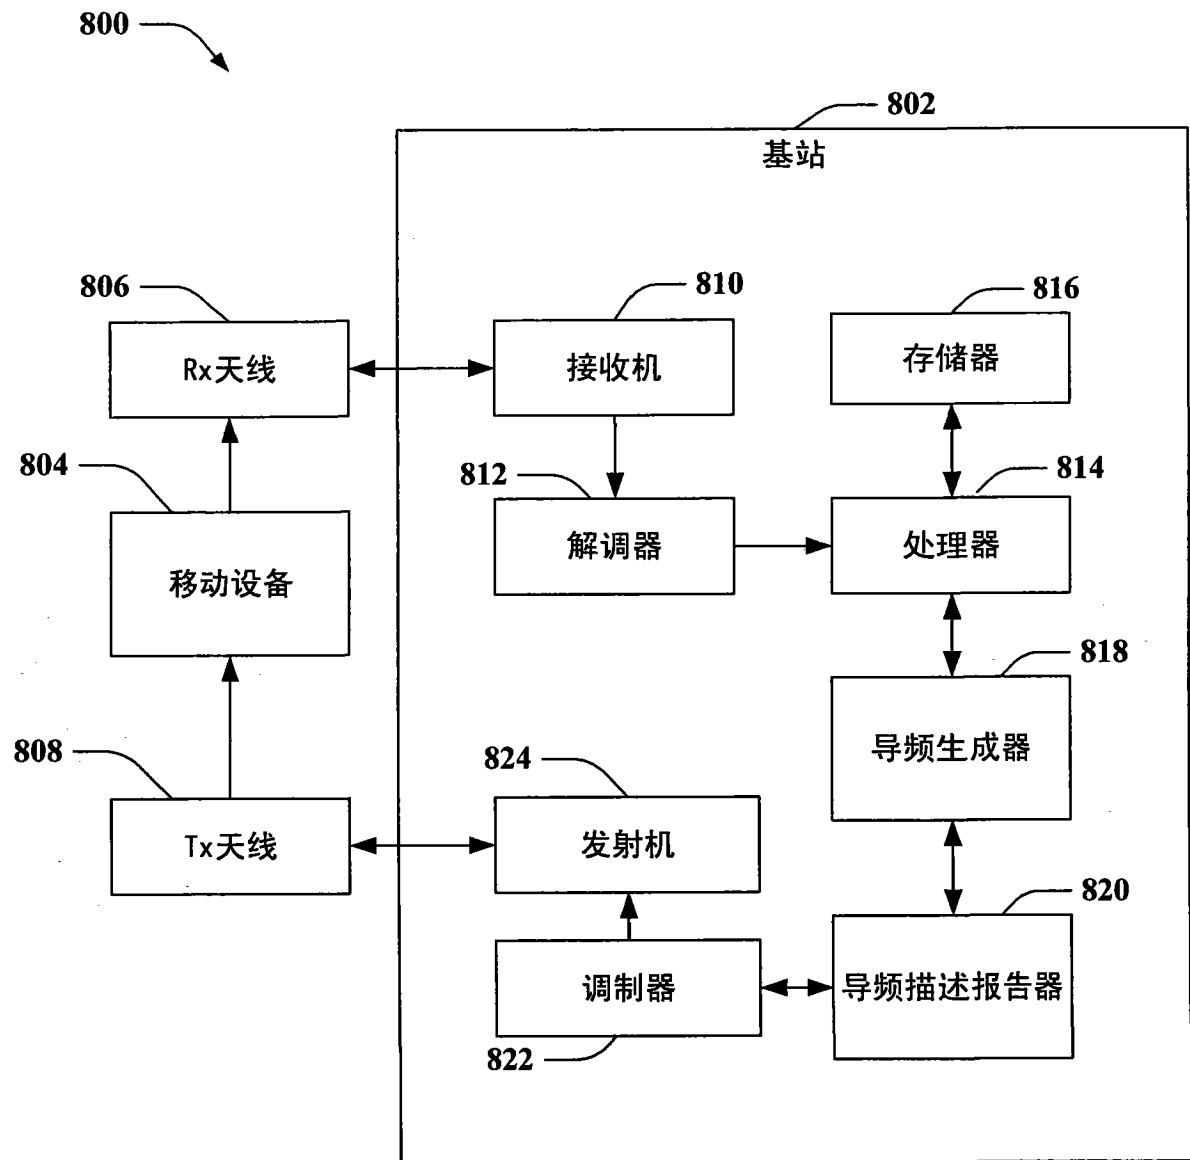 800
802
基站
806
810
816
Rx天线
接收机
存储器
804
812
814
移动设备
解调器
处理器
818
808
824
导频生成器
Tx天线
发射机
820
调制器
导频描述报告器
822